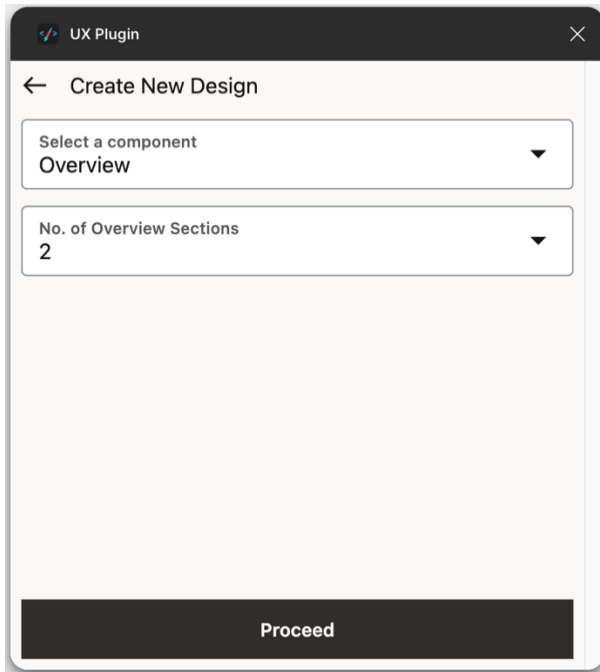 UX Plugin
Create New Design
Select a component
Overview
No. of Overview Sections
2
Proceed